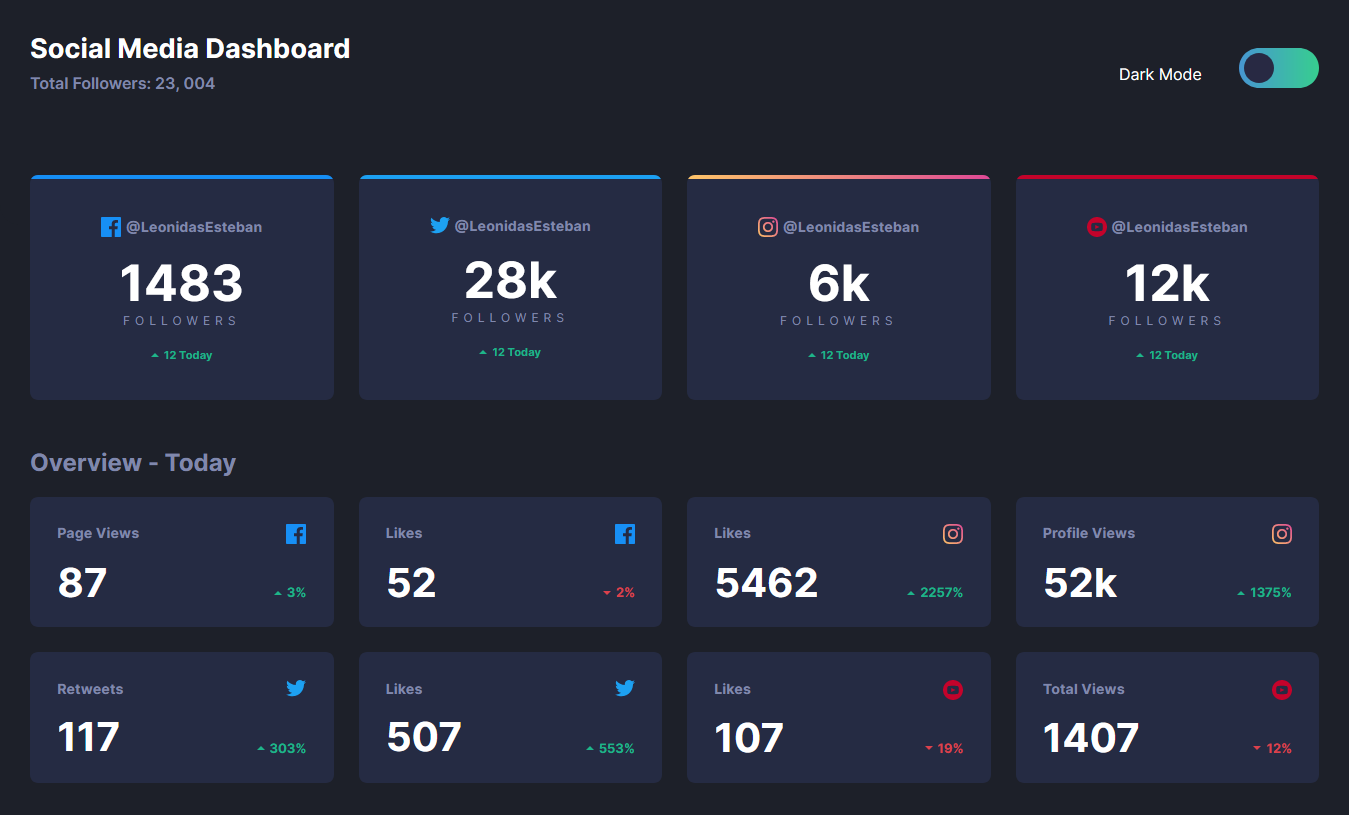 Social Media Dashboard
Total Followers: 23, 004
Dark Mode
@LeonidasEsteban
1483
FOLLOWERS
12 Today
@LeonidasEsteban
28k
FOLLOWERS
12 Today
@LeonidasEsteban
6k
FOLLOWERS
12 Today
@LeonidasEsteban
12k
FOLLOWERS
12 Today
Overview - Today
Page Views
87
3%
Likes
52
2%
Likes
5462
2257%
Profile Views
52k
1375%
Retweets
117
303%
Likes
507
553%
Likes
107
19%
Total Views
1407
12%